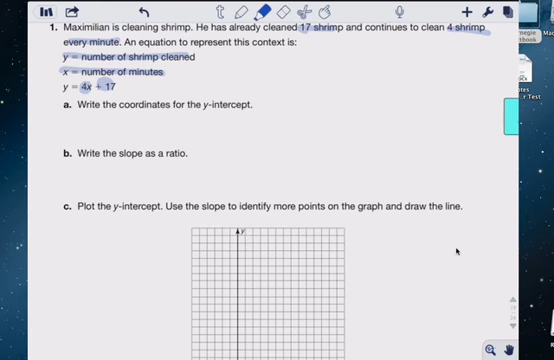 1. Maximilian is cleaning shrimp. He has already cleaned 17 shrimp and continues to clean 4 shrimp
every minute. An equation to represent this context is:
y = number of shrimp cleaned
x = number of minutes
y = 4x + 17
a. Write the coordinates for the y-intercept.
b. Write the slope as a ratio.
c. Plot the y-intercept. Use the slope to identify more points on the graph and draw the line.
y